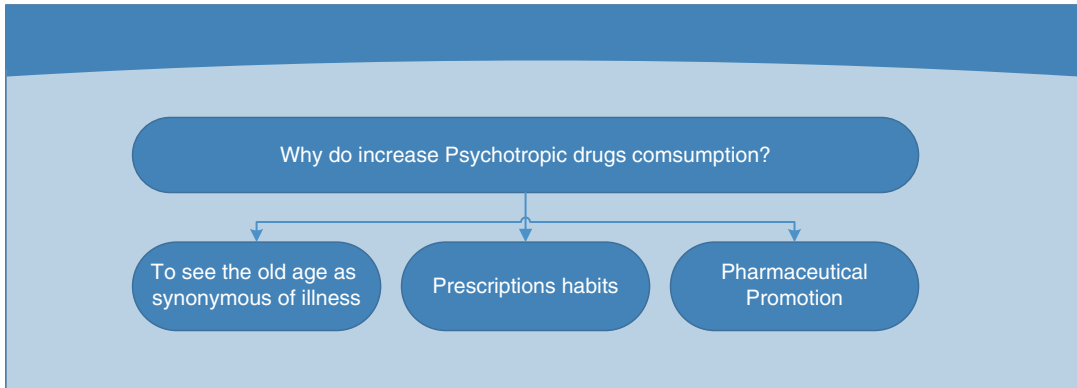 Why do increase Psychotropic drugs comsumption?
To see the old age as
synonymous of illness
Prescriptions habits
Pharmaceutical
Promotion